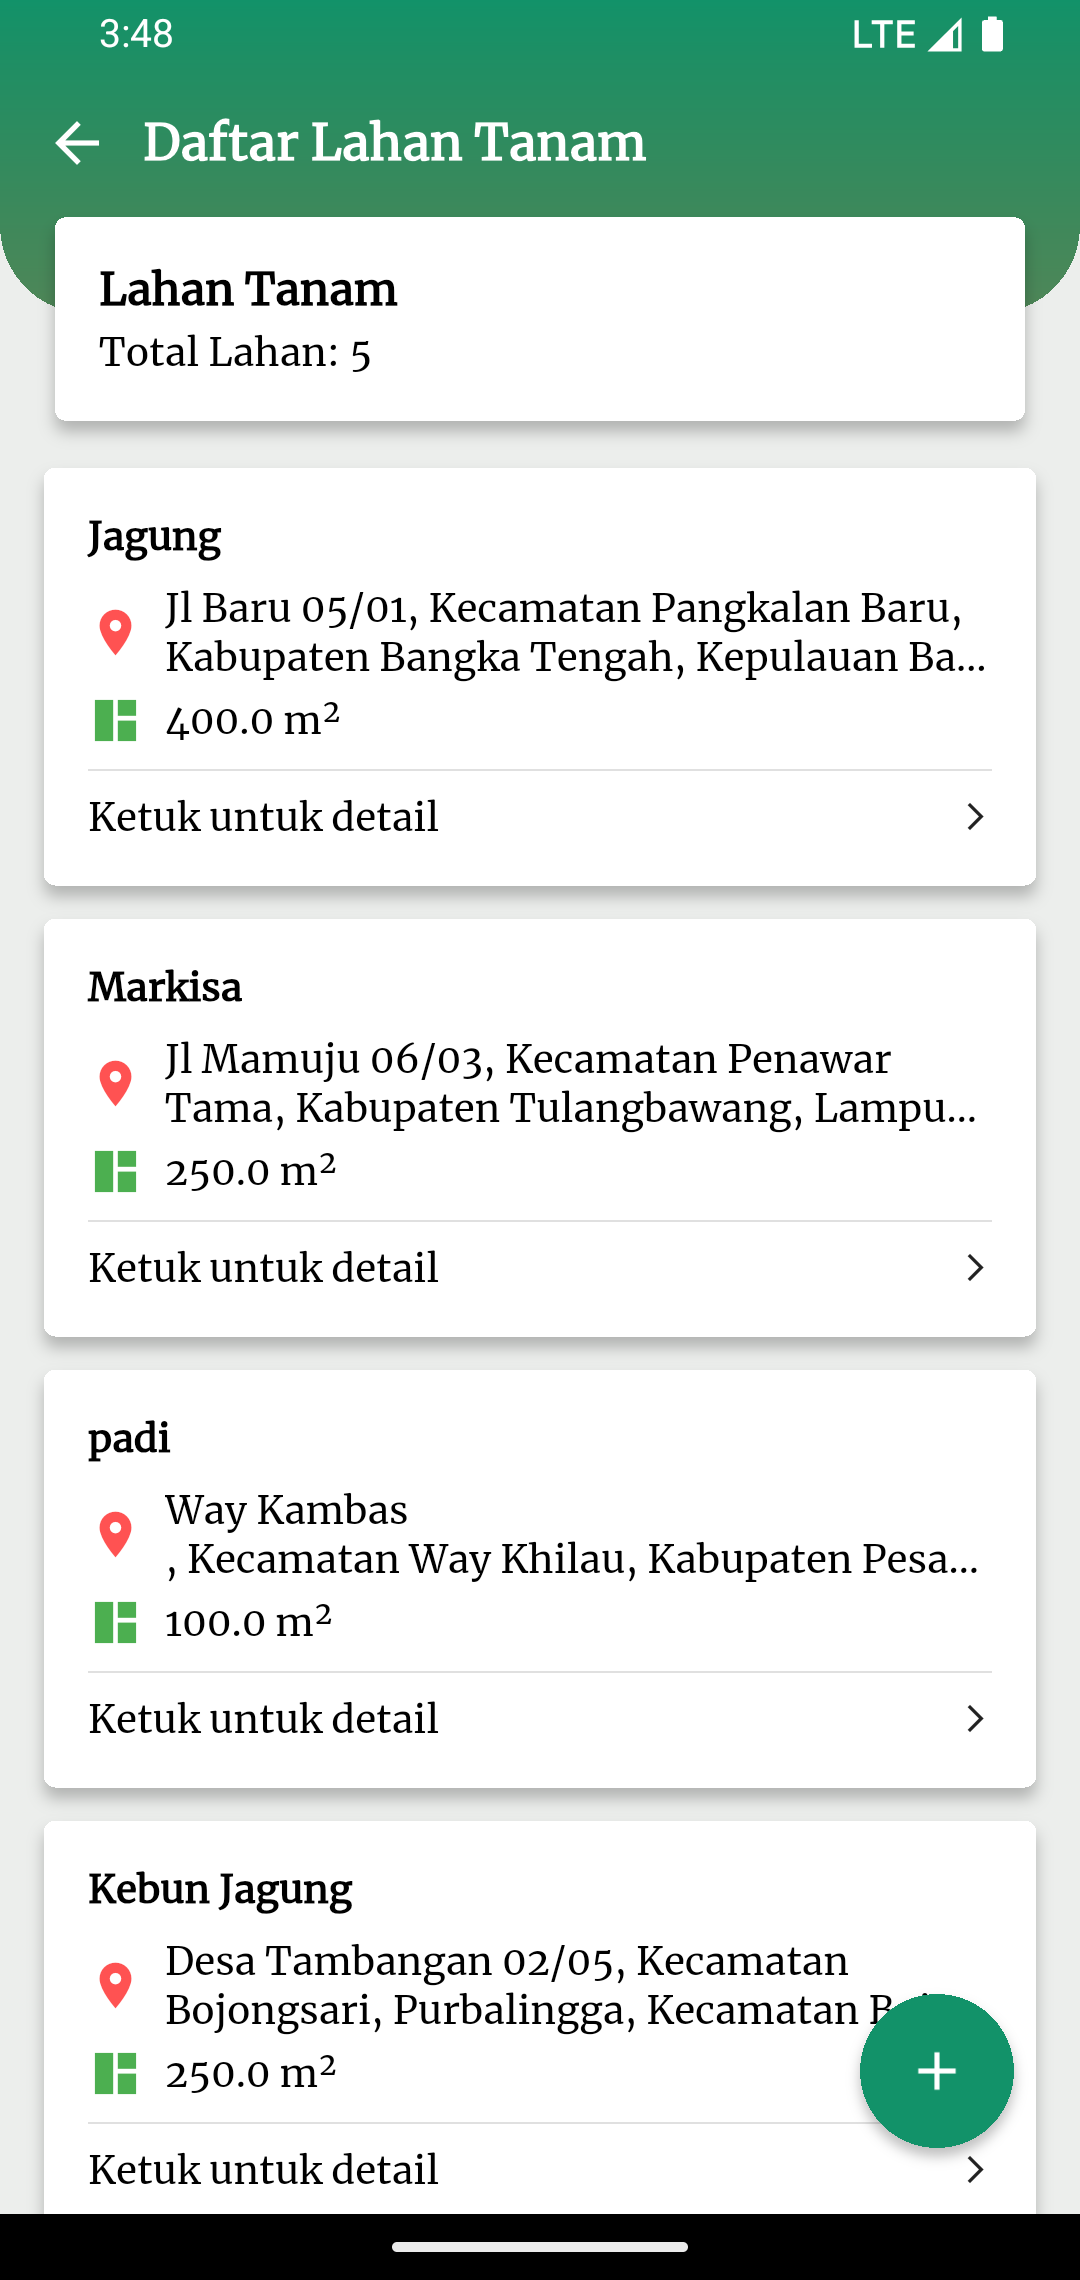 3:48
LTE
Daftar Lahan Tanam
Lahan Tanam
Total Lahan: 5
Jagung
Jl Baru 05/01, Kecamatan Pangkalan Baru,
Kabupaten Bangka Tengah, Kepulauan Ba...
400.0 m²
Ketuk untuk detail
Markisa
Jl Mamuju 06/03, Kecamatan Penawar
Tama, Kabupaten Tulangbawang, Lampu...
250.0 m²
Ketuk untuk detail
padi
Way Kambas
, Kecamatan Way Khilau, Kabupaten Pesa...
100.0 m²
Ketuk untuk detail
Kebun Jagung
Desa Tambangan 02/05, Kecamatan
Bojongsari, Purbalingga, Kecamatan
250.0 m²
Ketuk untuk detail